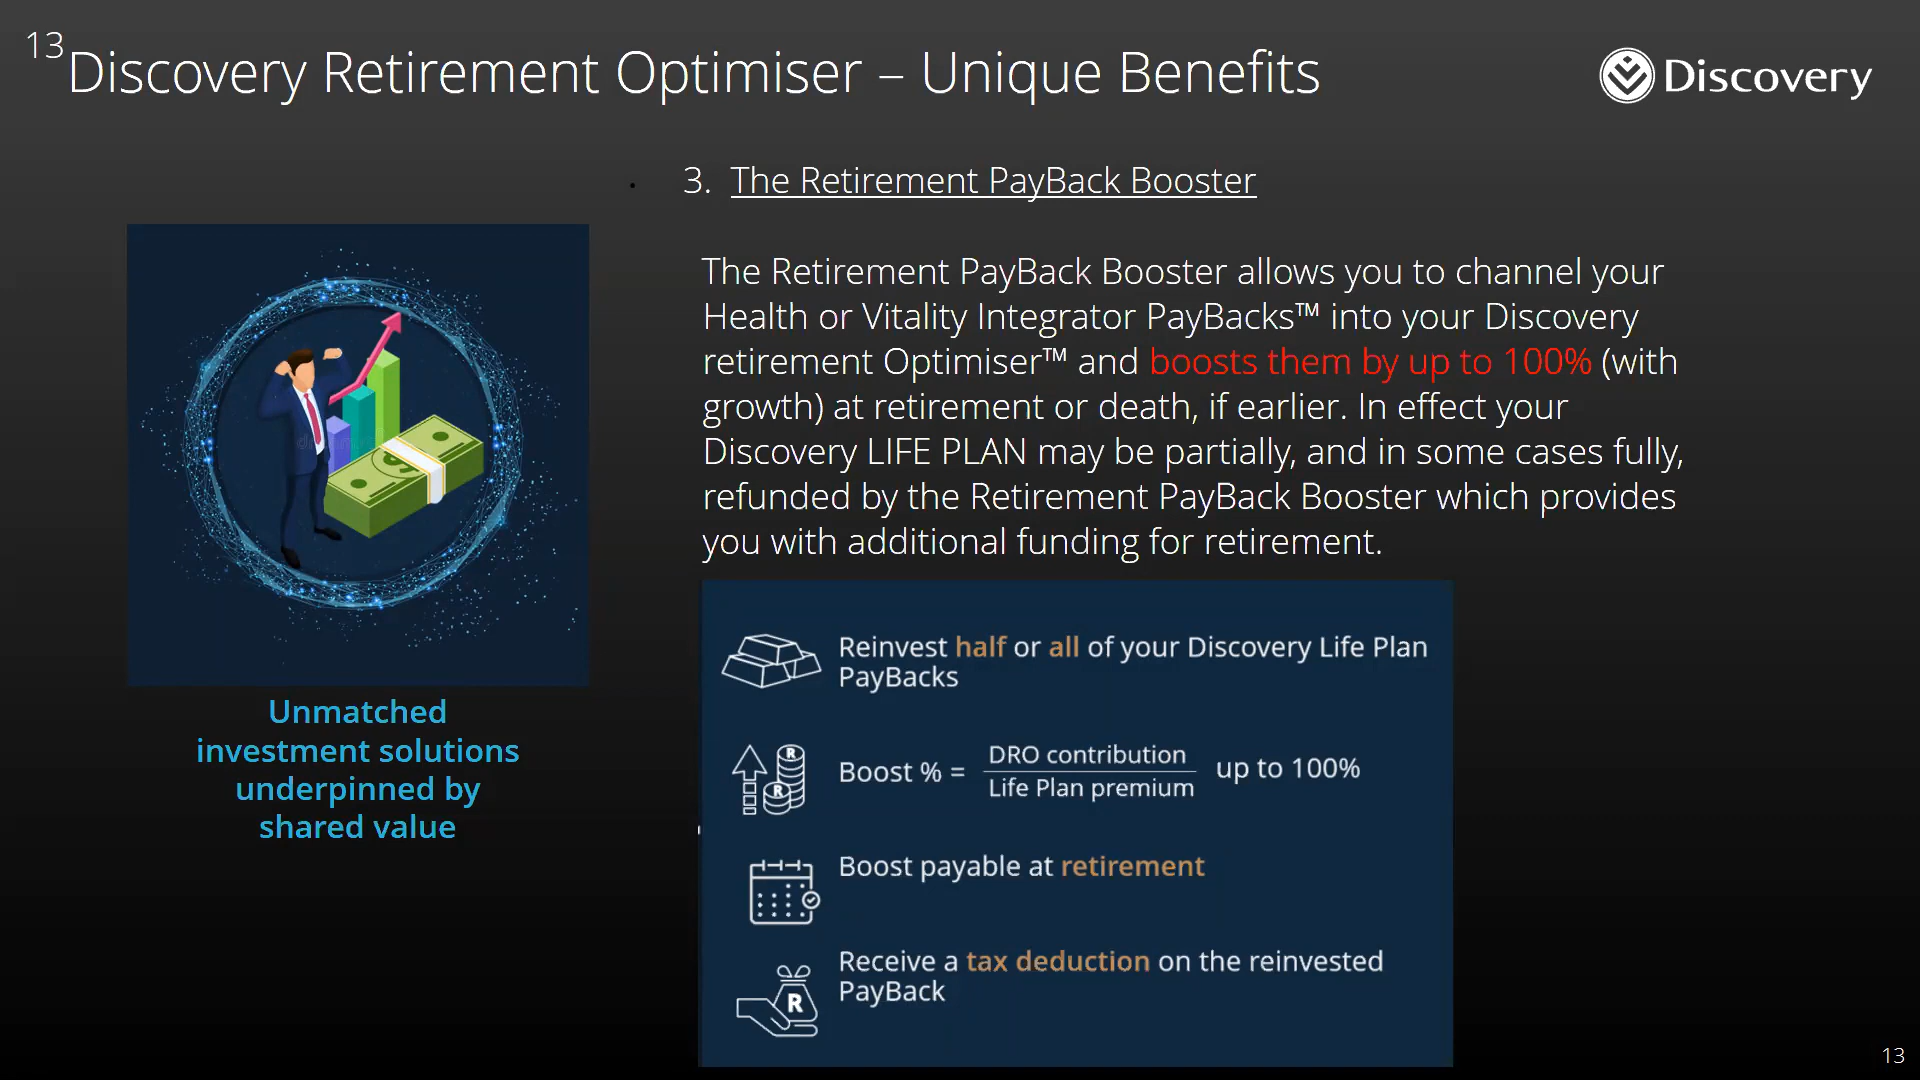 13
Discovery Retirement Optimiser – Unique Benefits
Discovery
3. The Retirement PayBack Booster
The Retirement PayBack Booster allows you to channel your
Health or Vitality Integrator PayBacks™ into your Discovery
retirement Optimiser™ and boosts them by up to 100% (with
growth) at retirement or death, if earlier. In effect your
Discovery LIFE PLAN may be partially, and in some cases fully,
refunded by the Retirement PayBack Booster which provides
you with additional funding for retirement.
Unmatched
investment solutions
underpinned by
shared value
Reinvest half or all of your Discovery Life Plan
PayBacks
R
R
Boost % = DRO contribution / Life Plan premium up to 100%
Boost payable at retirement
R
Receive a tax deduction on the reinvested
PayBack
13